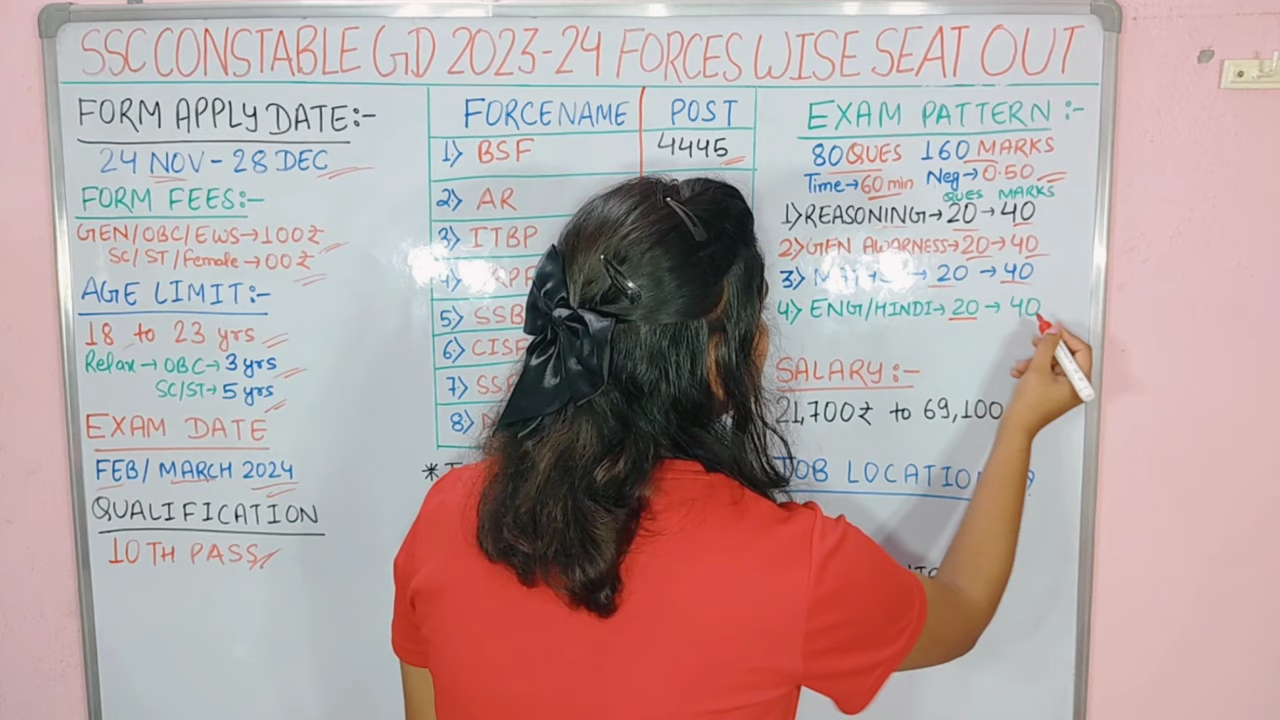 SSC CONSTABLE GD 2023-24 FORCES WISE SEAT OUT
FORM APPLY DATE:-
24 NOV - 28 DEC
FORM FEES:-
GEN/OBC/EWS→100₹
SC/ST/Female→00₹
AGE LIMIT:-
18 to 23 yrs
Relax→OBC→3 yrs
SC/ST→5 yrs
EXAM DATE
FEB/MARCH 2024
QUALIFICATION
10TH PASS
FORCE NAME POST
1) BSF 4445
2) AR
3) ITBP
4)
5) SSB
6) CISF
7)
8)
EXAM PATTERN:-
80 QUES 160 MARKS
Time→60 min Neg→0.50
QUES MARKS
1) REASONING→20→40
2) GEN AWARNESS→20→40
3) →20→40
4) ENG/HINDI→20→40
SALARY:-
21,700₹ to 69,100
JOB LOCATION